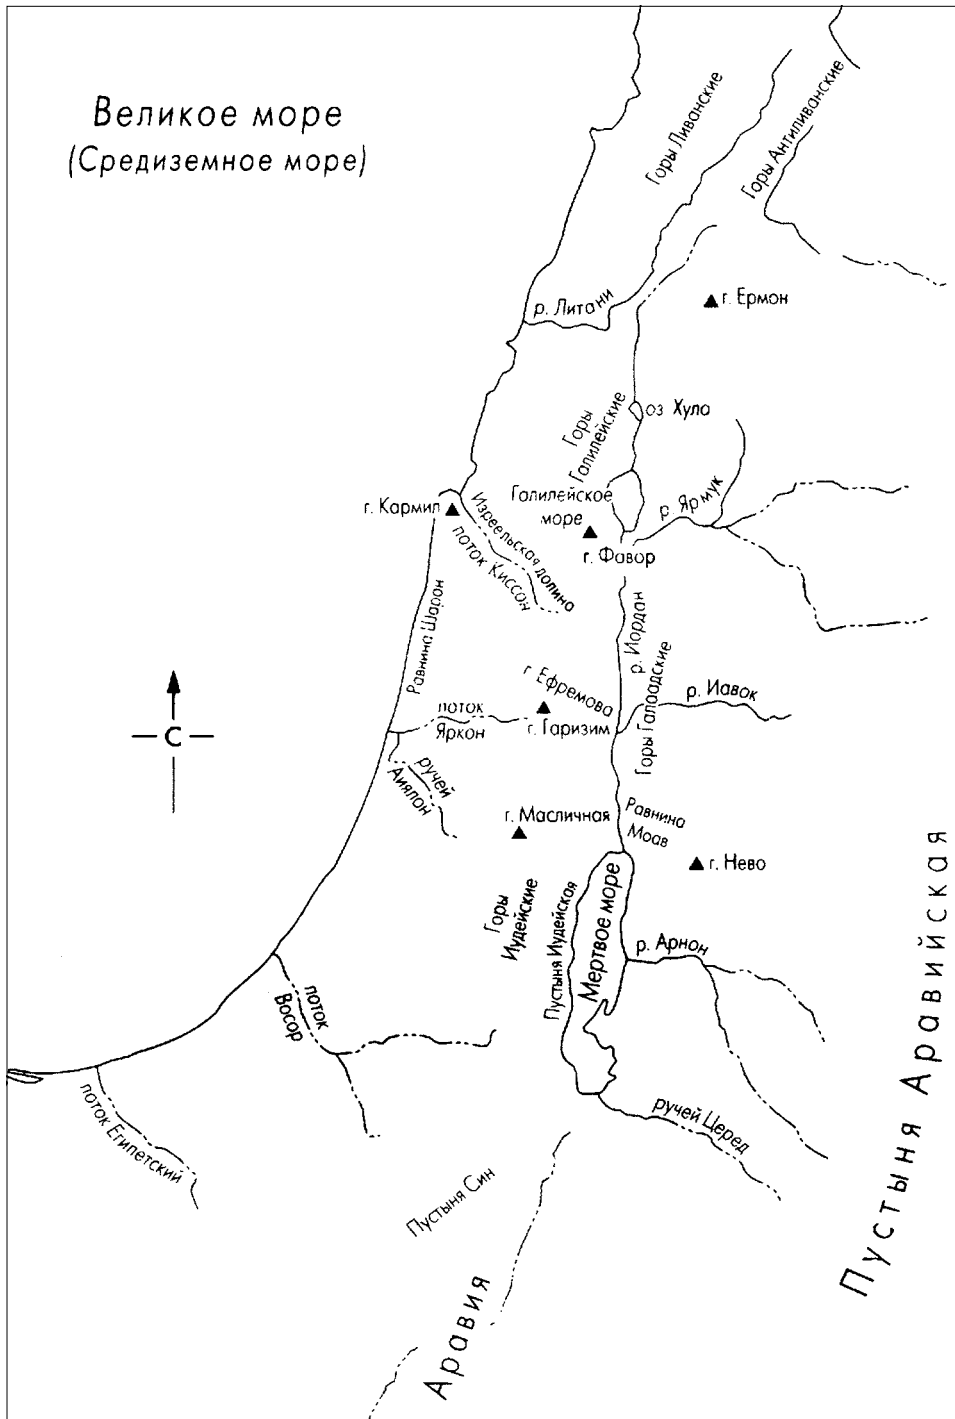 Великое море
(Средиземное море)
Горы Ливанские
Горы Антиливанские
р. Литани
г. Ермон
оз Хула
Горы
Галилейские
г. Кармил
Галилейское
море
р. Ярмук
Изреельская долина
поток Киссон
г. Фавор
Равнина Шарон
р. Иордан
г. Ефремова
Горы Галаадские
р. Иавок
поток
Яркон
г. Гаризим
С
ручей
Аиялон
г. Масличная
Равнина
Моав
г. Нево
Горы
Иудейские
Пустыня Иудейская
Мертвое море
р. Арнон
Пустыня Аравийская
поток
Восор
поток Египетский
ручей Церед
Пустыня Син
Аравия